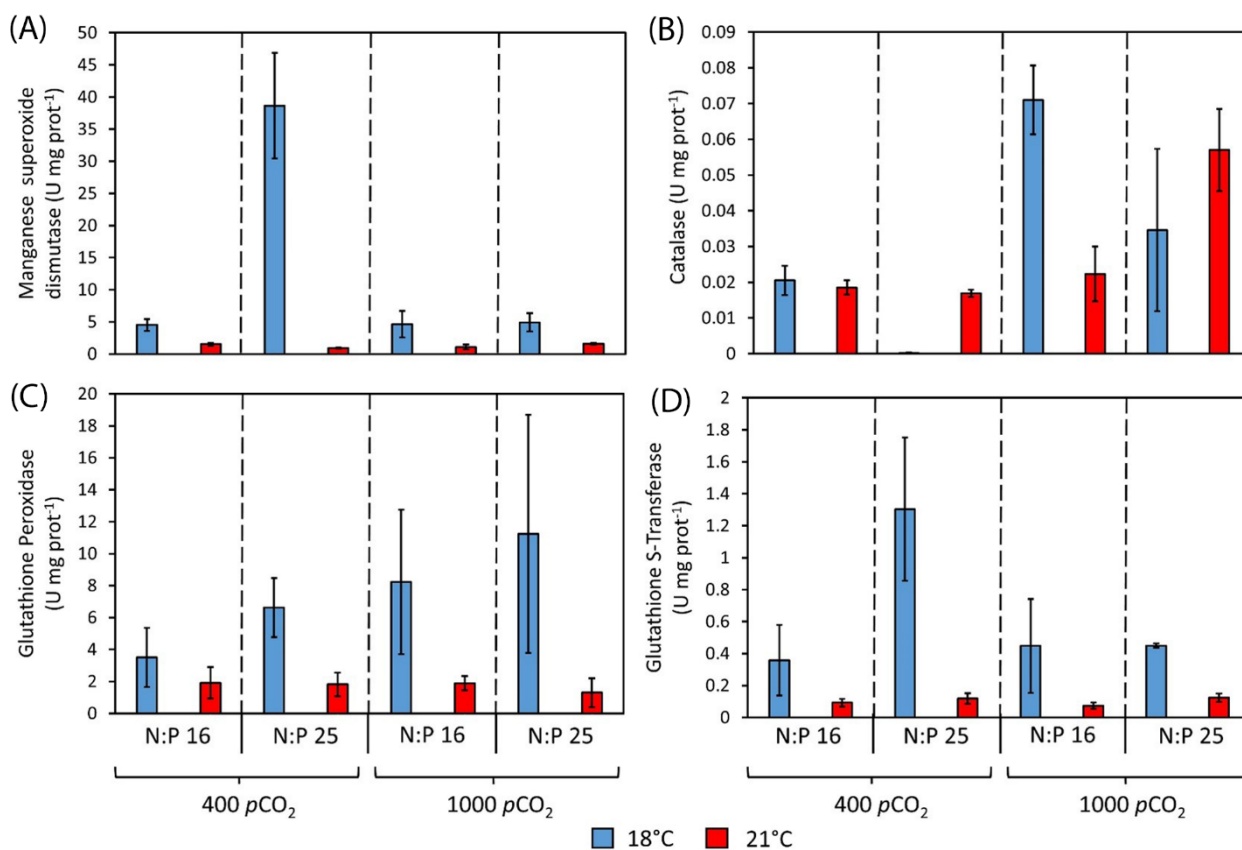 (A)
Manganese superoxide
dismutase (U mg prot⁻¹)
50
45
40
35
30
25
20
15
10
5
0
(B)
Catalase (U mg prot⁻¹)
0.09
0.08
0.07
0.06
0.05
0.04
0.03
0.02
0.01
0
(C)
Glutathione Peroxidase
(U mg prot⁻¹)
20
18
16
14
12
10
8
6
4
2
0
(D)
Glutathione S-Transferase
(U mg prot⁻¹)
2
1.8
1.6
1.4
1.2
1
0.8
0.6
0.4
0.2
0
N:P 16 N:P 25 N:P 16 N:P 25
400 pCO₂ 1000 pCO₂
N:P 16 N:P 25 N:P 16 N:P 25
400 pCO₂ 1000 pCO₂
18°C 21°C